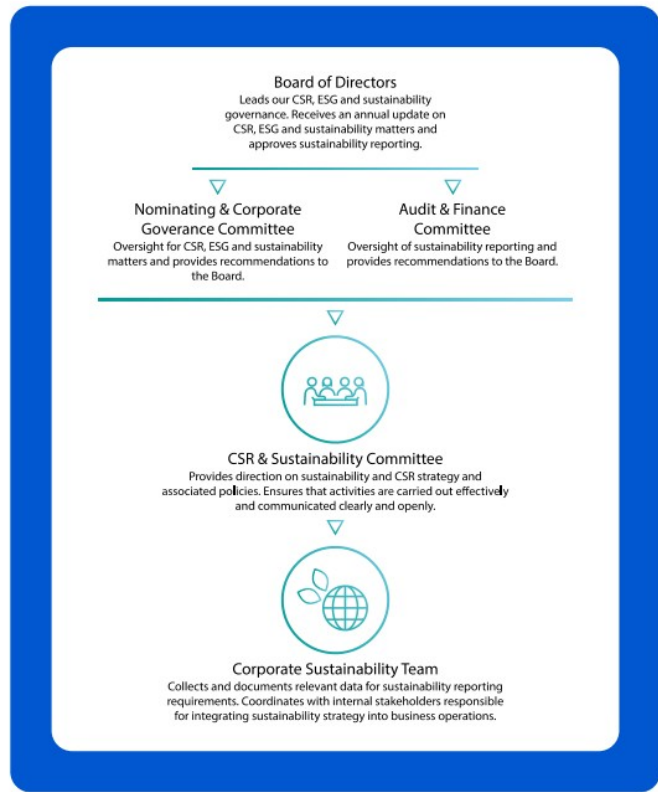 Board of Directors
Leads our CSR, ESG and sustainability
governance. Receives an annual update on
CSR, ESG and sustainability matters and
approves sustainability reporting.
Nominating & Corporate
Goverance Committee
Oversight for CSR, ESG and sustainability
matters and provides recommendations to
the Board.
Audit & Finance
Committee
Oversight of sustainability reporting and
provides recommendations to the Board.
CSR & Sustainability Committee
Provides direction on sustainability and CSR strategy and
associated policies. Ensures that activities are carried out effectively
and communicated clearly and openly.
Corporate Sustainability Team
Collects and documents relevant data for sustainability reporting
requirements. Coordinates with internal stakeholders responsible
for integrating sustainability strategy into business operations.